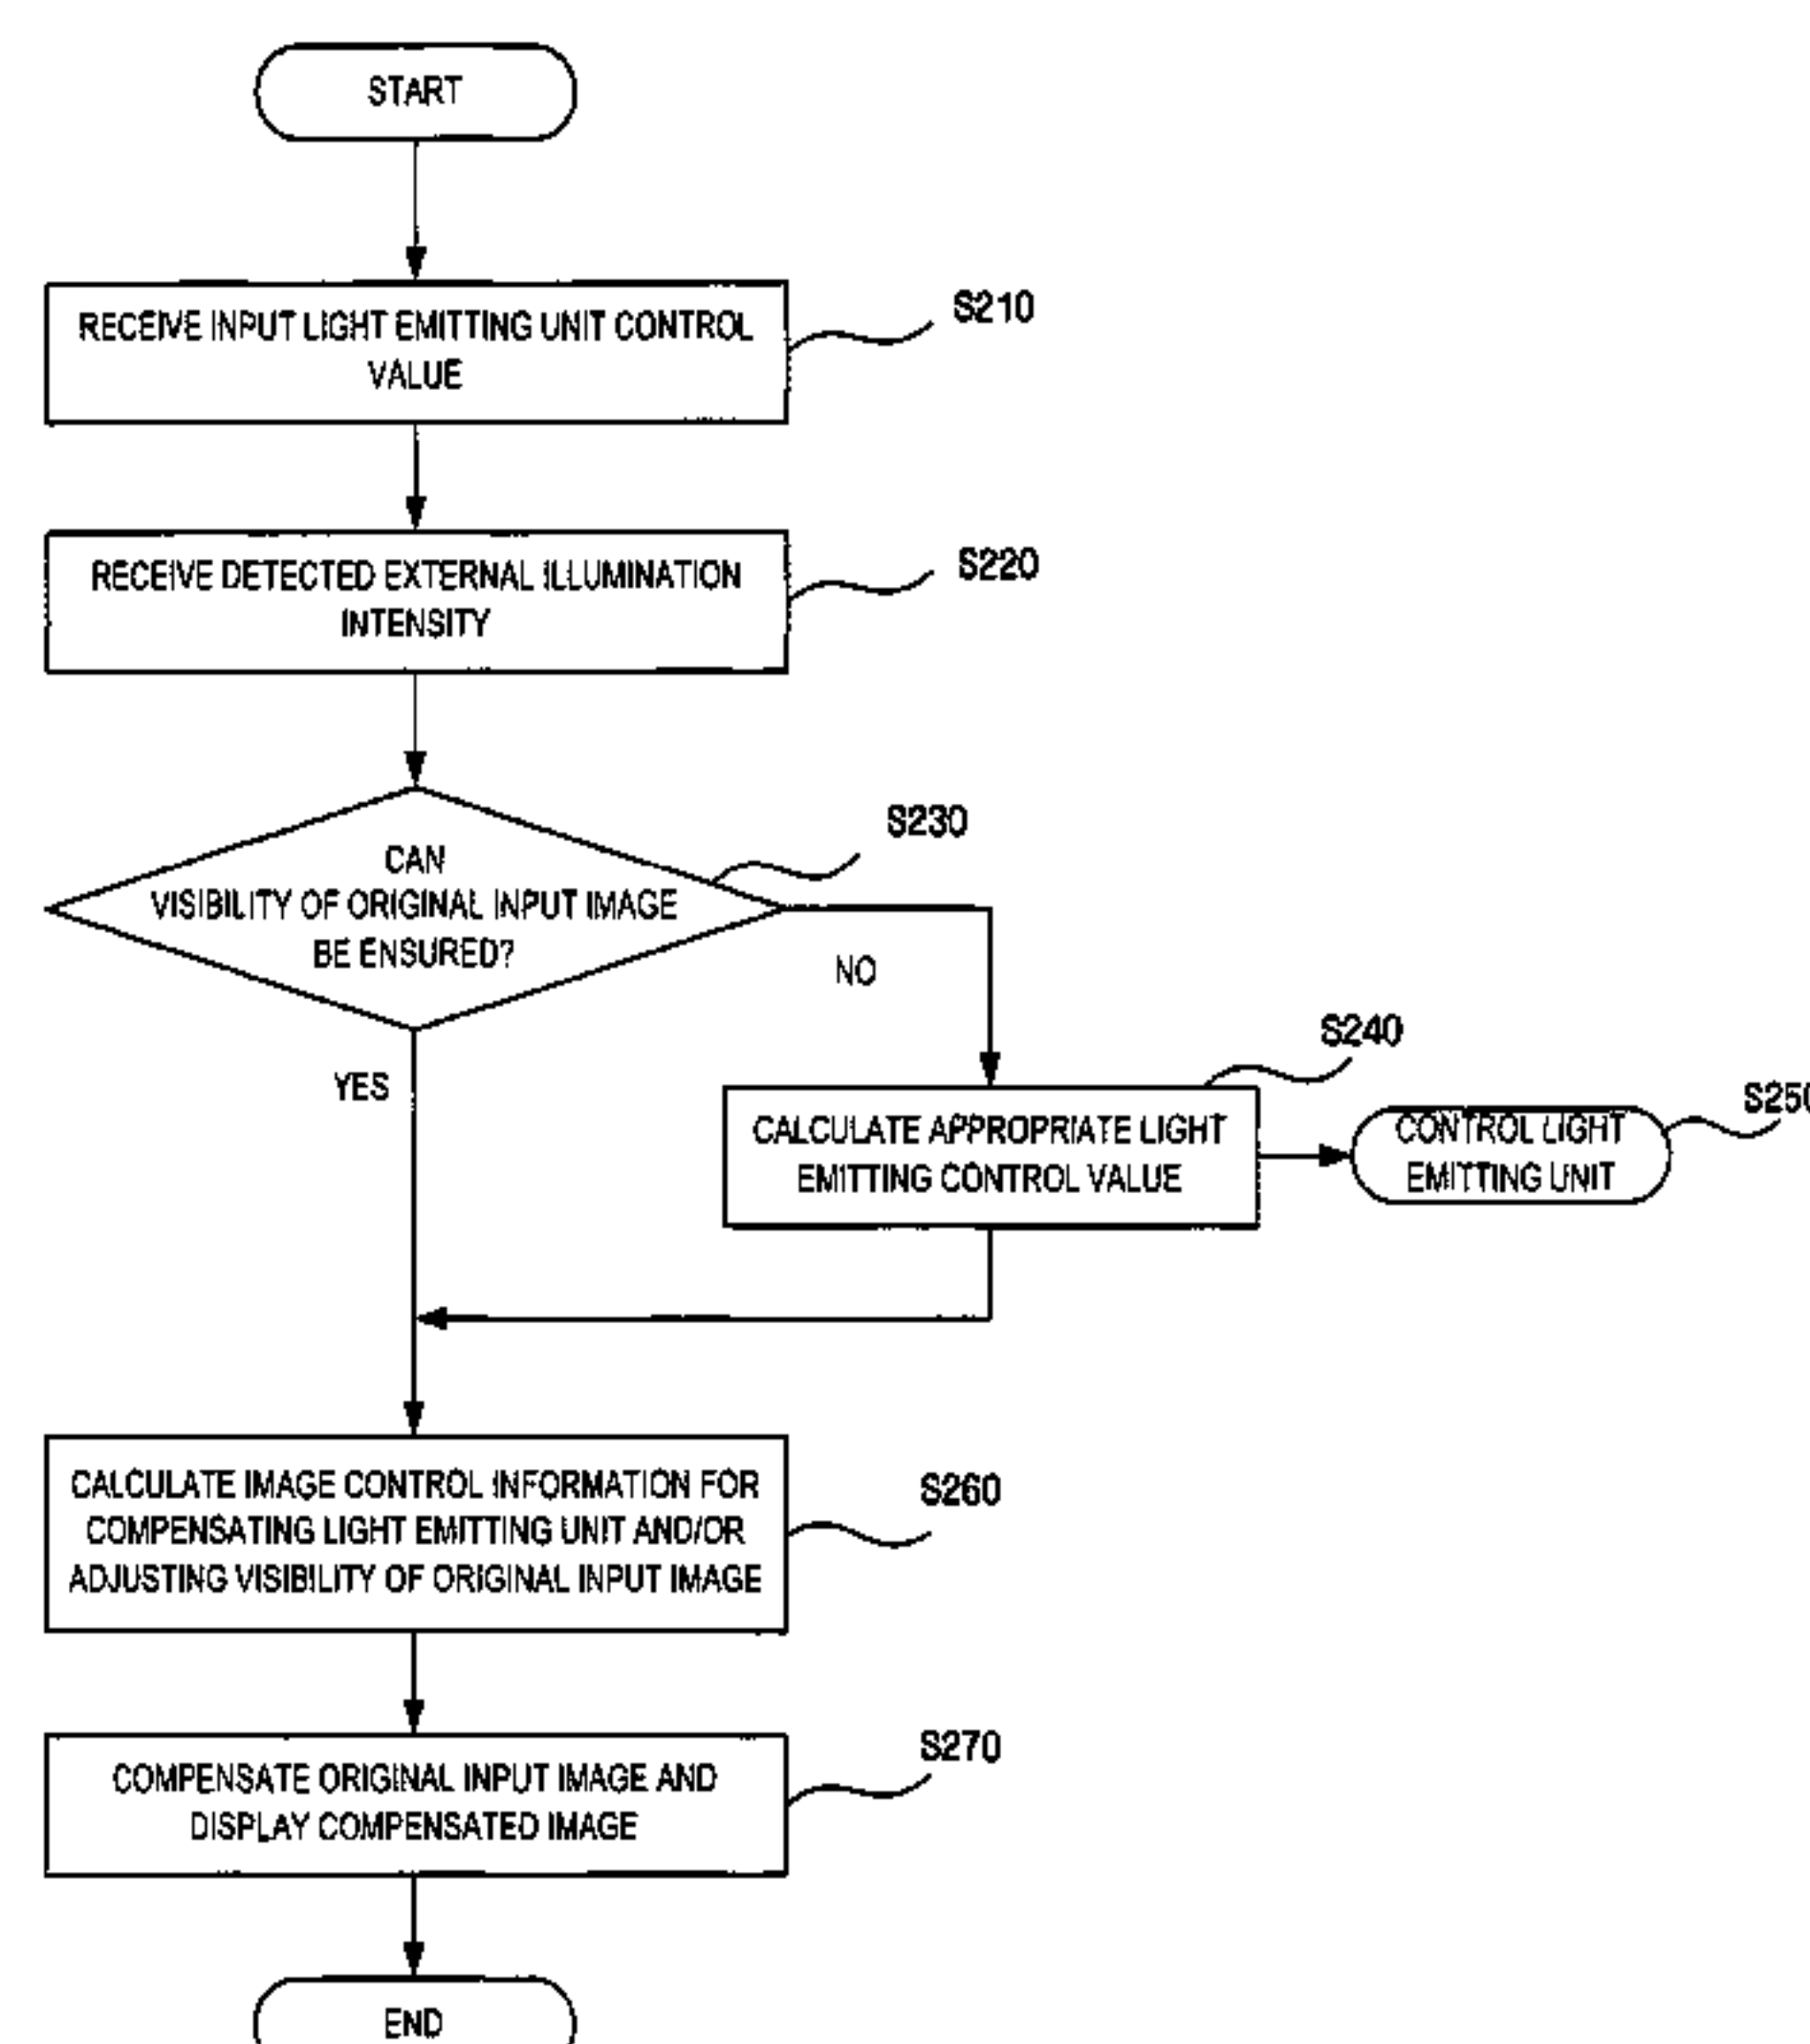 START
RECEIVE INPUT LIGHT EMITTING UNIT CONTROL
VALUE
S210
RECEIVE DETECTED EXTERNAL ILLUMINATION
INTENSITY
S220
CAN
VISIBILITY OF ORIGINAL INPUT IMAGE
BE ENSURED?
S230
NO
YES
CALCULATE APPROPRIATE LIGHT
EMITTING CONTROL VALUE
S240
CONTROL LIGHT
EMITTING UNIT
S250
CALCULATE IMAGE CONTROL INFORMATION FOR
COMPENSATING LIGHT EMITTING UNIT AND/OR
ADJUSTING VISIBILITY OF ORIGINAL INPUT IMAGE
S260
COMPENSATE ORIGINAL INPUT IMAGE AND
DISPLAY COMPENSATED IMAGE
S270
END